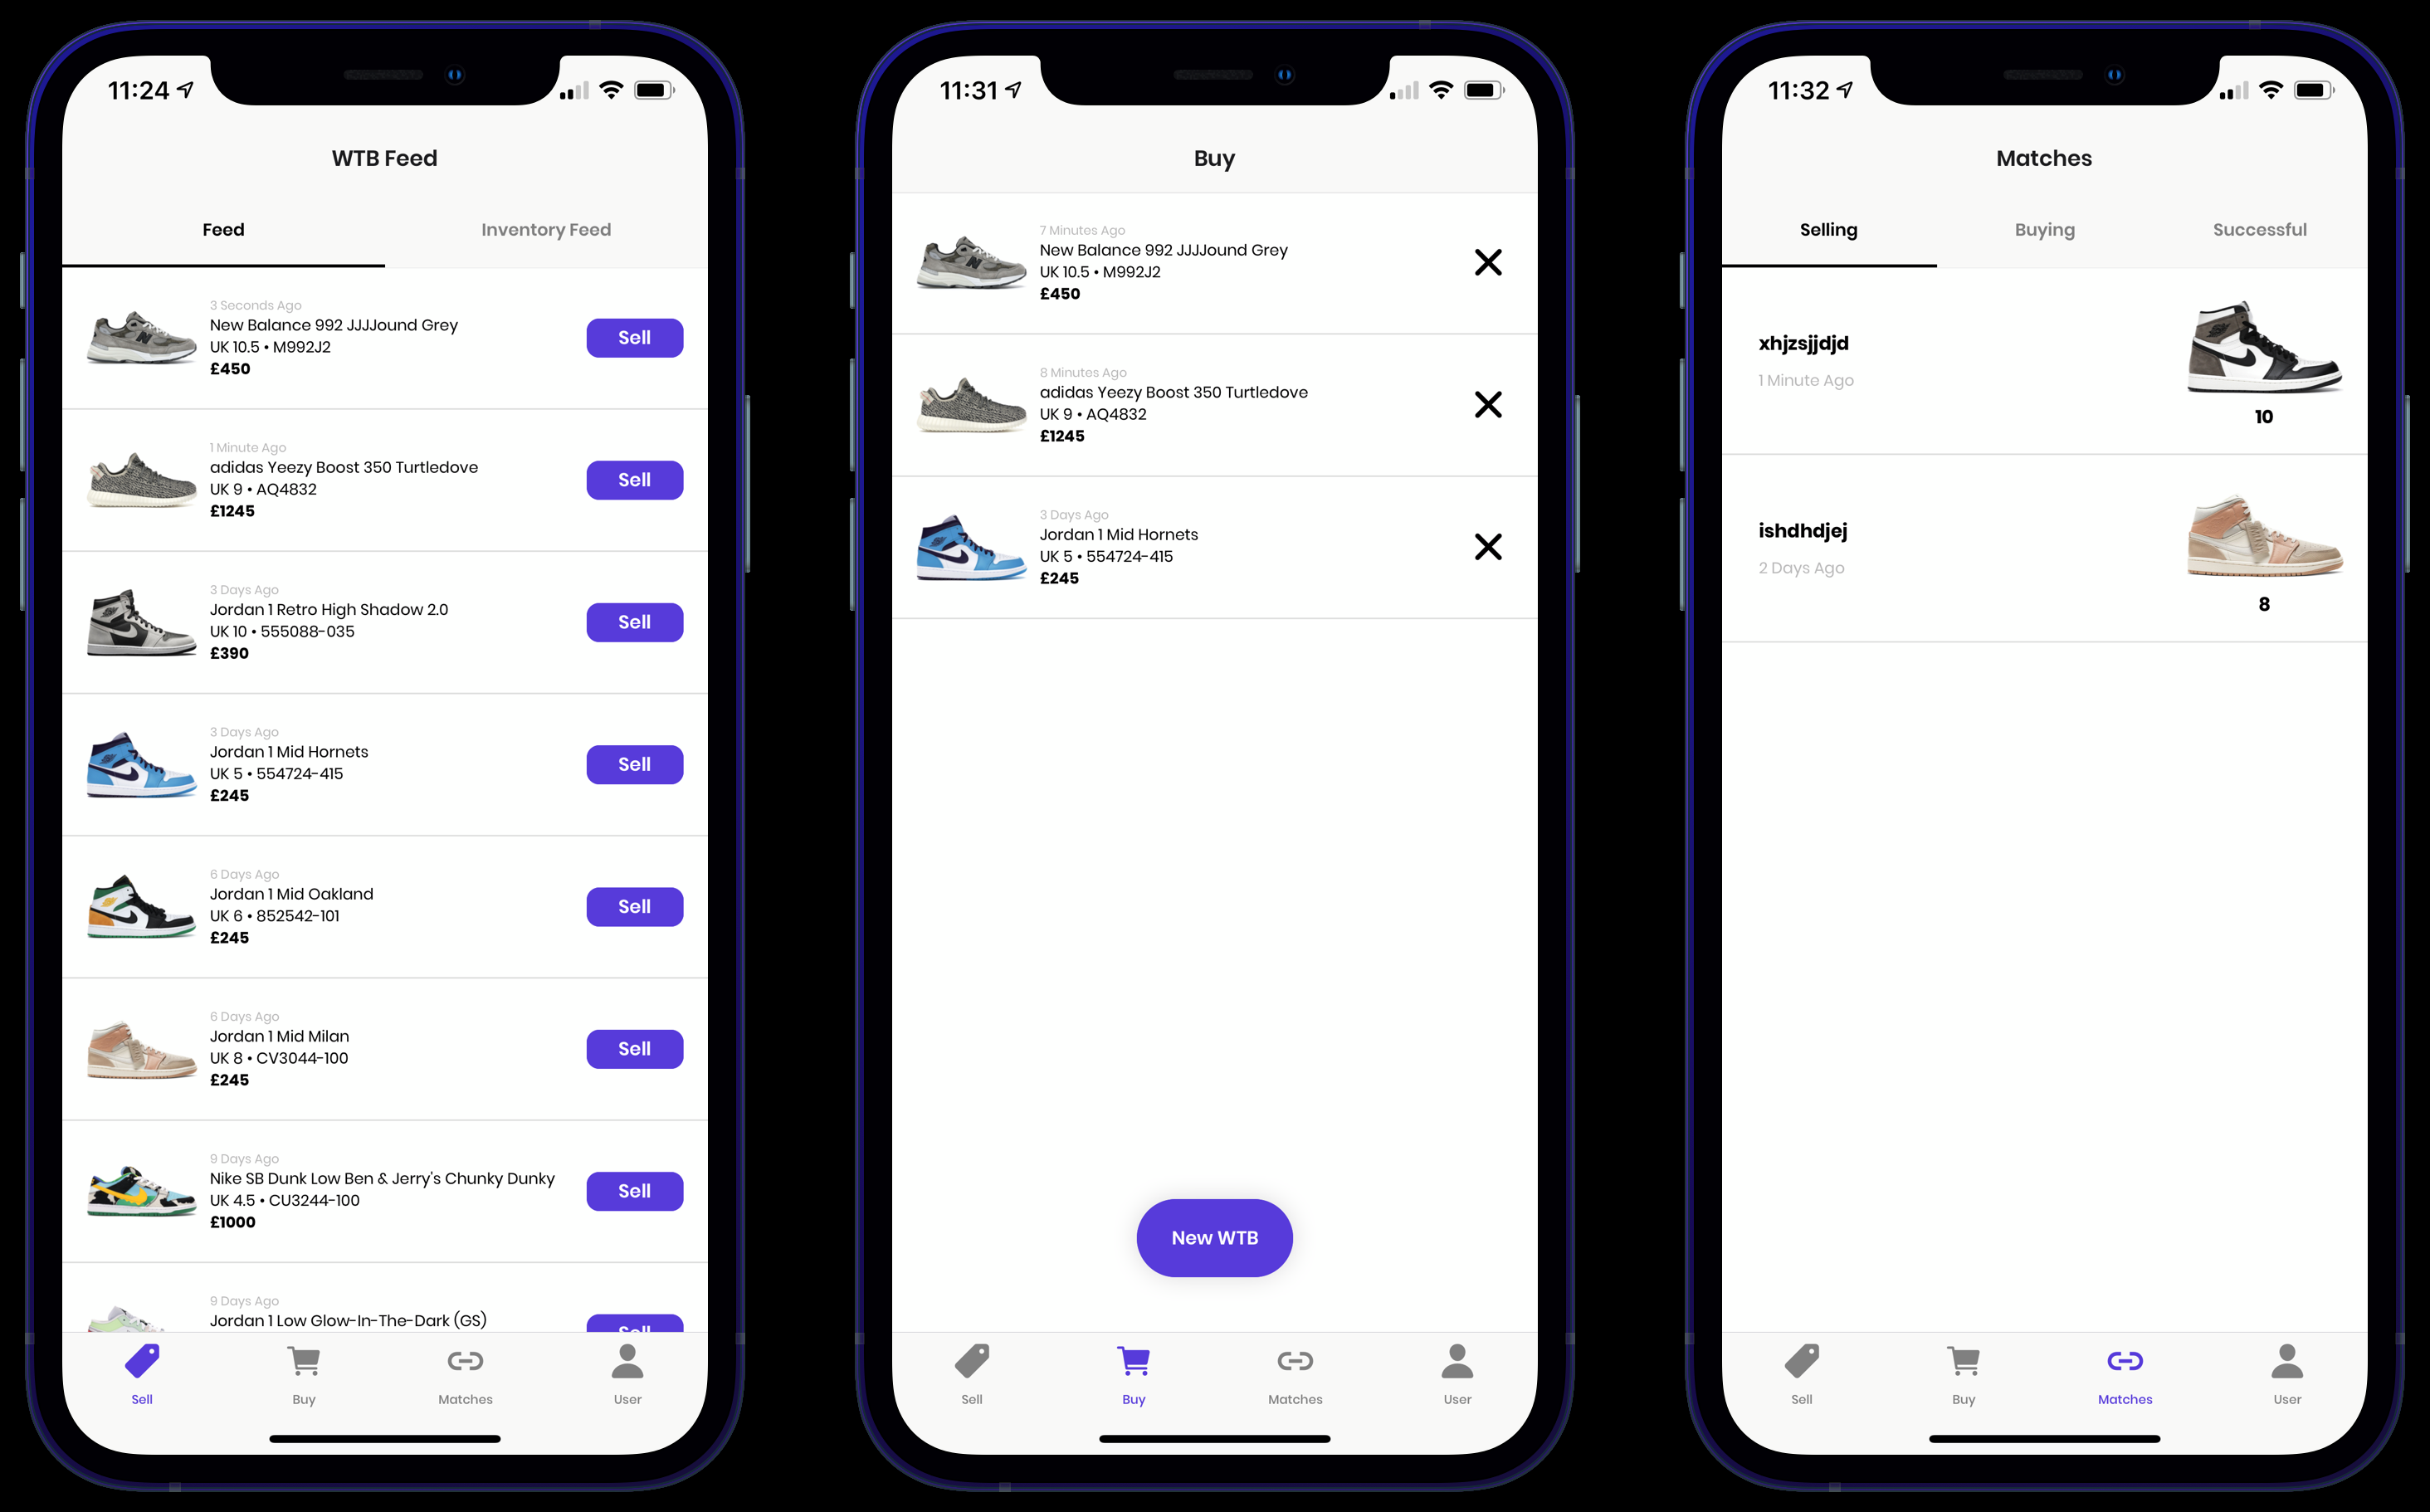 11:24
WTB Feed
Feed
Inventory Feed
3 Seconds Ago
New Balance 992 JJJJound Grey
UK 10.5 • M992J2
£450
Sell
1 Minute Ago
adidas Yeezy Boost 350 Turtledove
UK 9 • AQ4832
£1245
Sell
3 Days Ago
Jordan 1 Retro High Shadow 2.0
UK 10 • 555088-035
£390
Sell
3 Days Ago
Jordan 1 Mid Hornets
UK 5 • 554724-415
£245
Sell
6 Days Ago
Jordan 1 Mid Oakland
UK 6 • 852542-101
£245
Sell
6 Days Ago
Jordan 1 Mid Milan
UK 8 • CV3044-100
£245
Sell
9 Days Ago
Nike SB Dunk Low Ben & Jerry's Chunky Dunky
UK 4.5 • CU3244-100
£1000
Sell
9 Days Ago
Jordan 1 Low Glow-In-The-Dark (GS)
Sell
Sell
Buy
Matches
User
11:31
Buy
7 Minutes Ago
New Balance 992 JJJJound Grey
UK 10.5 • M992J2
£450
8 Minutes Ago
adidas Yeezy Boost 350 Turtledove
UK 9 • AQ4832
£1245
3 Days Ago
Jordan 1 Mid Hornets
UK 5 • 554724-415
£245
New WTB
Sell
Buy
Matches
User
11:32
Matches
Selling
Buying
Successful
xhjzsjjdjd
1 Minute Ago
10
ishdhdjej
2 Days Ago
8
Sell
Buy
Matches
User